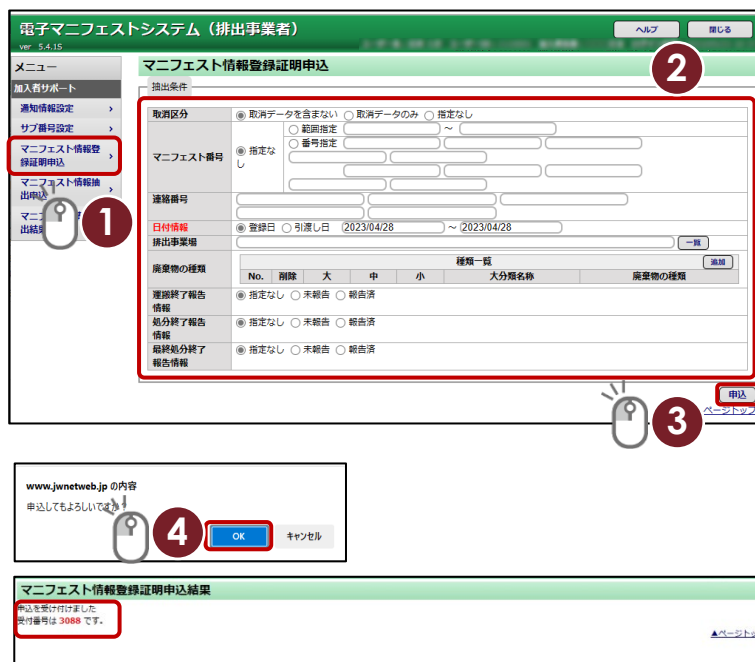 電子マニフェストシステム（排出事業者）
ver 5.4.15
ヘルプ 閉じる
メニュー
加入者サポート
通知情報設定 ›
サブ番号設定 ›
マニフェスト情報登
録証明申込 ›
マニフェスト情報抽
出申込 ›
マニ
出結
1
マニフェスト情報登録証明申込
2
抽出条件
取消区分 取消データを含まない 取消データのみ 指定なし
マニフェスト番号 指定な
し
範囲指定 ～
番号指定
連絡番号
日付情報 登録日 引渡し日 2023/04/28 ～ 2023/04/28
排出事業場 一覧
廃棄物の種類
種類一覧 追加
No. 削除 大 中 小 大分類名称 廃棄物の種類
運搬終了報告
情報
指定なし 未報告 報告済
処分終了報告
情報
指定なし 未報告 報告済
最終処分終了
報告情報
指定なし 未報告 報告済
申込
3
ページトップ
www.jwnetweb.jp の内容
申込してもよろしいですか?
4
OK キャンセル
マニフェスト情報登録証明申込結果
申込を受け付けました
受付番号は 3088 です。
▲ページトッ